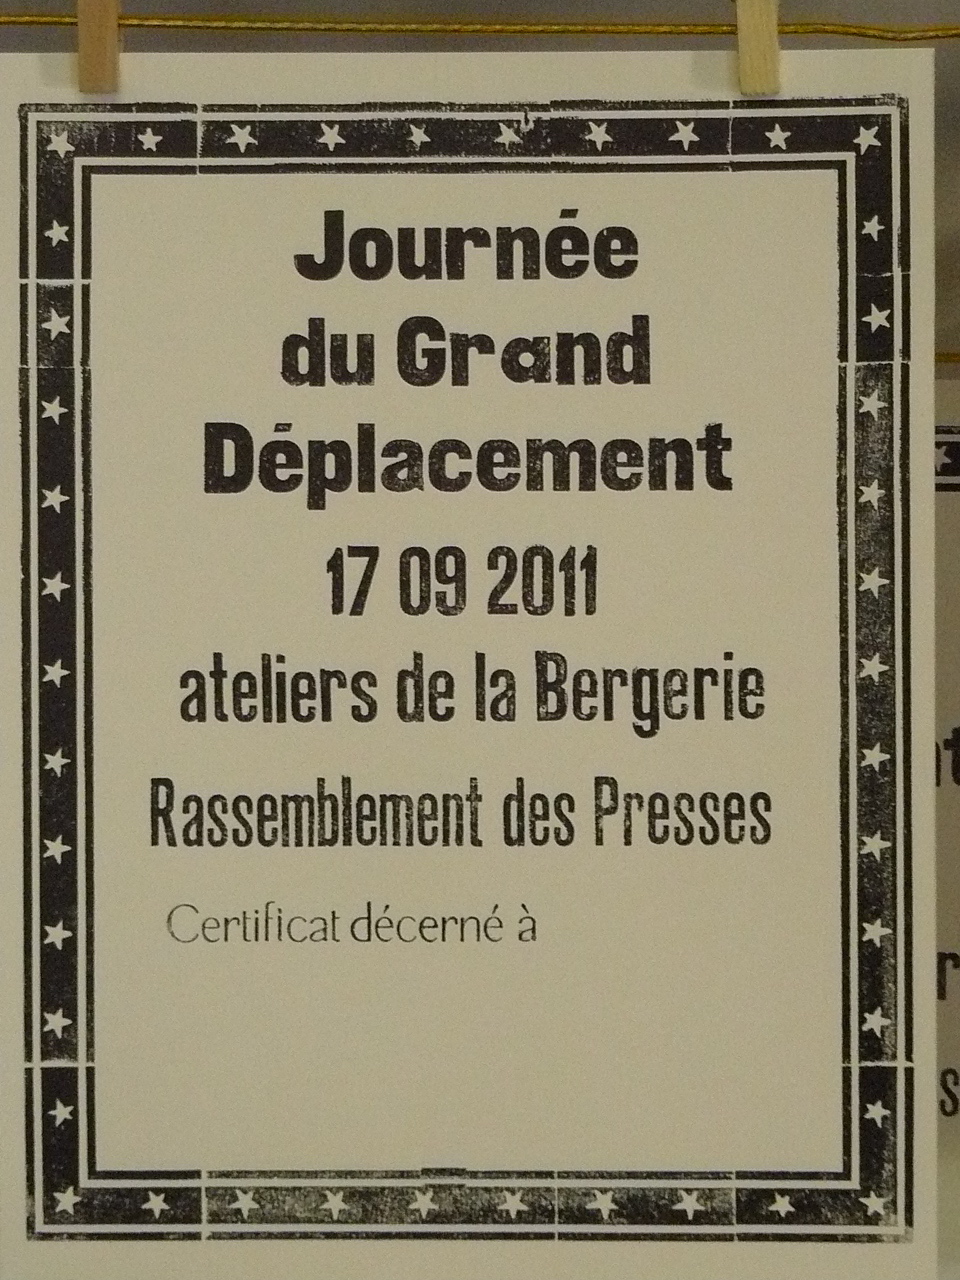 Journée
du Grand
Déplacement
17 09 2011
ateliers de la Bergerie
Rassemblement des Presses
Certificat décerné à